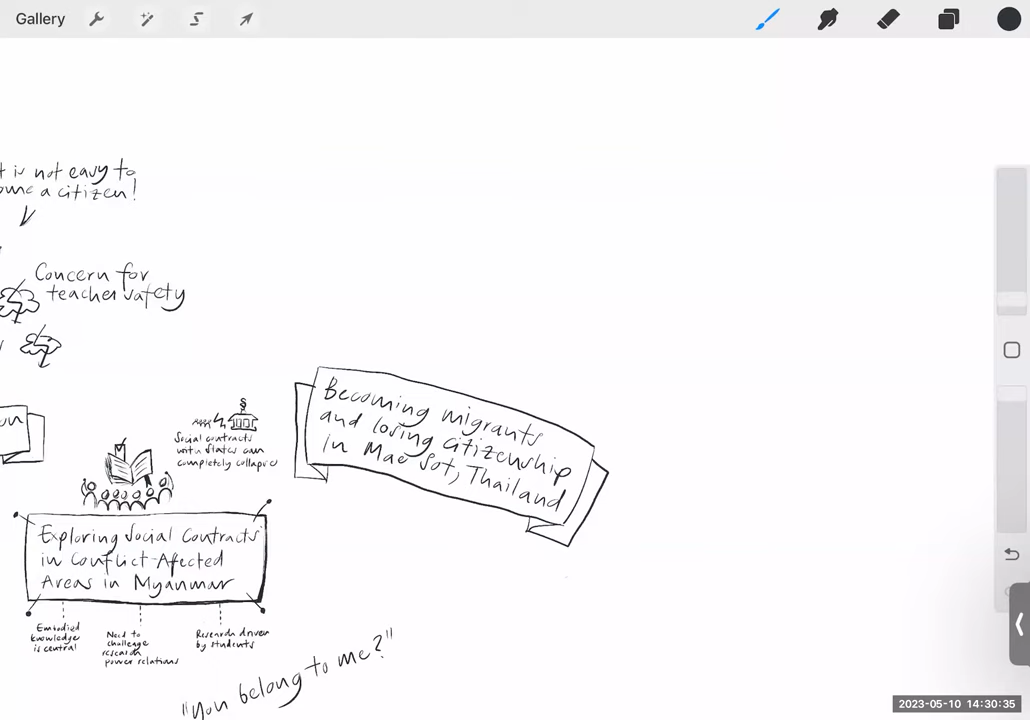 Gallery
t is not easy to
ome a citizen!
Concern for
teacher safety
on
Becoming migrants
and losing citizenship
in Mae Sot, Thailand
Social contracts
with states can
completely collapse
Exploring Social Contracts
in Conflict-Affected
Areas in Myanmar
Embodied
knowledge
is central
Need to
challenge
research
power relations
Research driven
by students
"you belong to me?"
2023-05-10 14:30:35